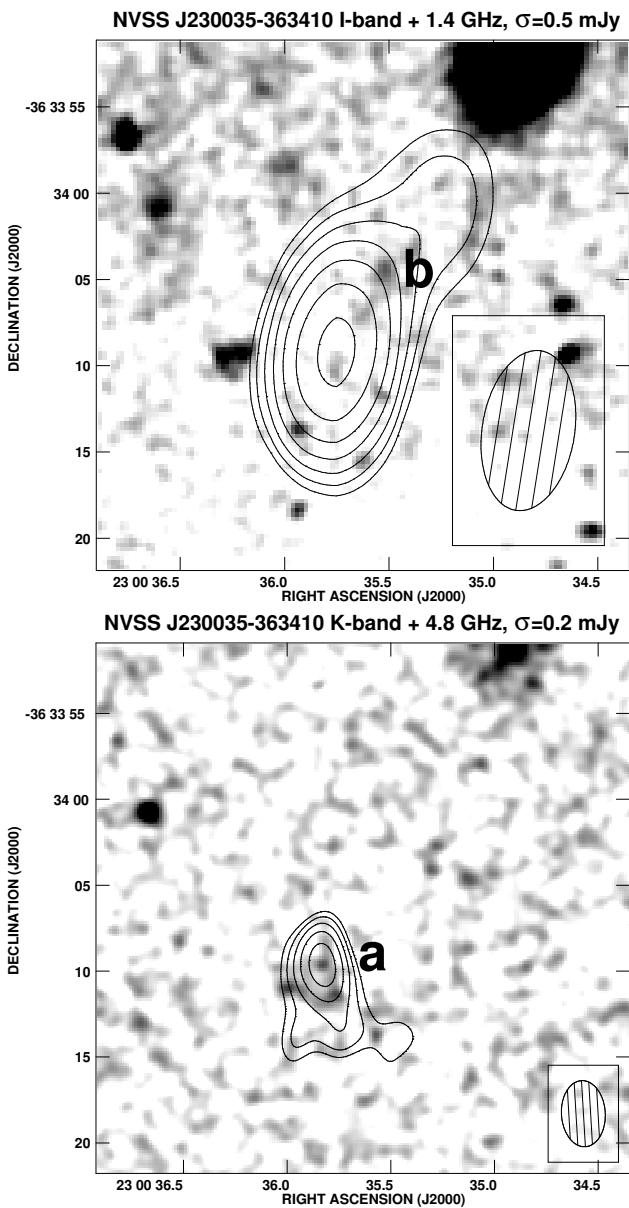 NVSS J230035-363410 I-band + 1.4 GHz, σ=0.5 mJy
-36 33 55
34 00
05
10
15
20
DECLINATION (J2000)
b
23 00 36.5 36.0 35.5 35.0 34.5
RIGHT ASCENSION (J2000)
NVSS J230035-363410 K-band + 4.8 GHz, σ=0.2 mJy
-36 33 55
34 00
05
10
15
20
DECLINATION (J2000)
a
23 00 36.5 36.0 35.5 35.0 34.5
RIGHT ASCENSION (J2000)